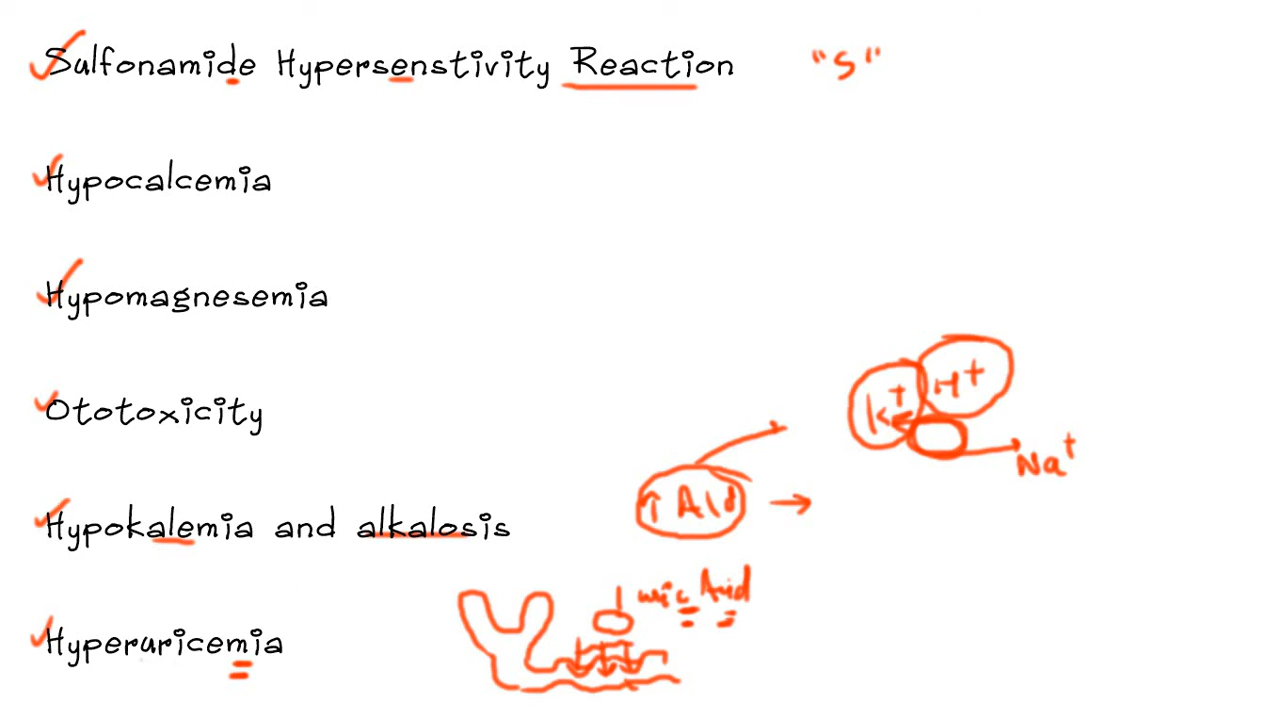 Sulfonamide Hypersenstivity Reaction "S"
Hypocalcemia
Hypomagnesemia
Ototoxicity
K+ H+
Na+
↑ Ald →
Hypokalemia and alkalosis
uric Acid
Hyperuricemia